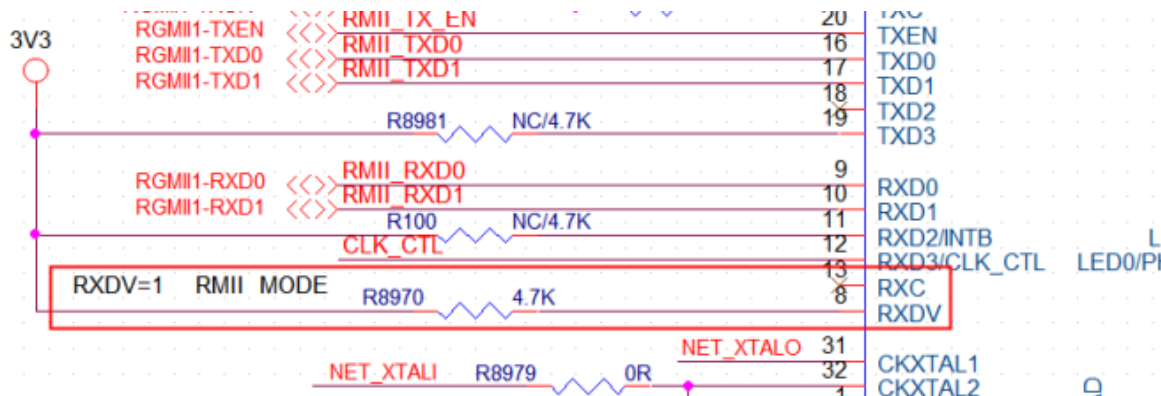 3V3
RGMII1-TXEN RMII_TX_EN 20 TXC
RGMII1-TXD0 RMII_TXD0 16 TXEN
RGMII1-TXD1 RMII_TXD1 17 TXD0
18 TXD1
R8981 NC/4.7K 19 TXD2
TXD3
RGMII1-RXD0 RMII_RXD0 9 RXD0
RGMII1-RXD1 RMII_RXD1 10 RXD1
R100 NC/4.7K 11 RXD2/INTB
CLK_CTL 12 RXD3/CLK_CTL
13 RXC
RXDV=1 RMII MODE R8970 4.7K 8 RXDV
NET_XTALO 31 CKXTAL1
NET_XTALI R8979 0R 32 CKXTAL2
1